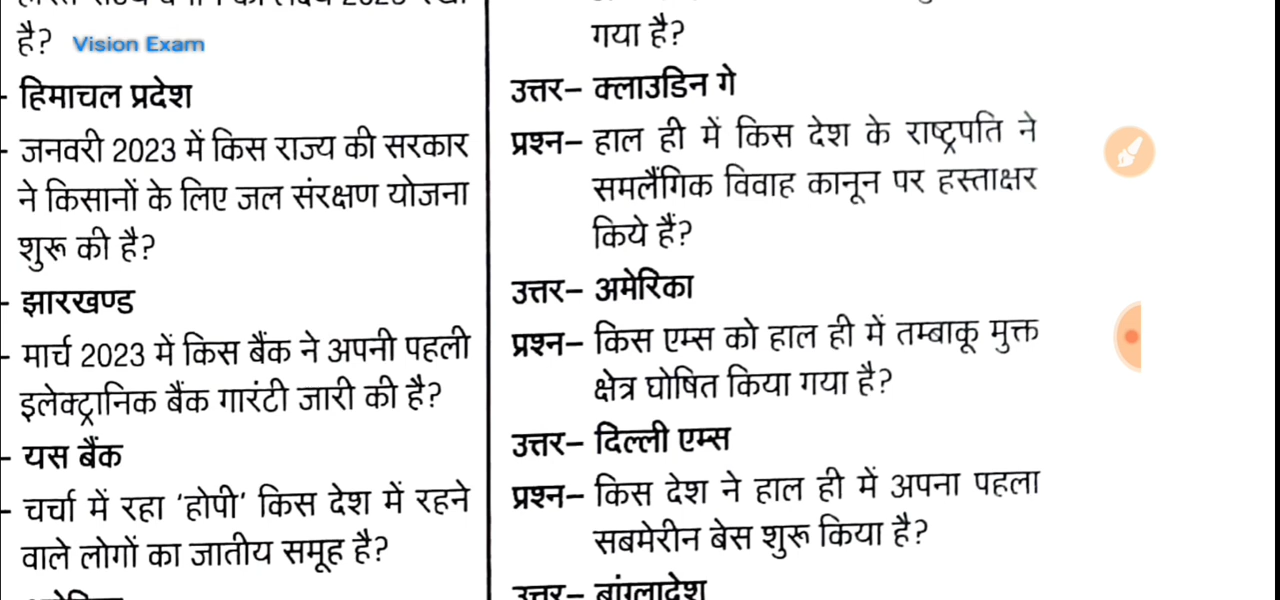 है? Vision Exam
- हिमाचल प्रदेश
- जनवरी 2023 में किस राज्य की सरकार
ने किसानों के लिए जल संरक्षण योजना
शुरू की है?
- झारखण्ड
- मार्च 2023 में किस बैंक ने अपनी पहली
इलेक्ट्रानिक बैंक गारंटी जारी की है?
- यस बैंक
- चर्चा में रहा ‘होपी’ किस देश में रहने
वाले लोगों का जातीय समूह है?
गया है?
उत्तर– क्लाउडिन गे
प्रश्न– हाल ही में किस देश के राष्ट्रपति ने
समलैंगिक विवाह कानून पर हस्ताक्षर
किये हैं?
उत्तर– अमेरिका
प्रश्न– किस एम्स को हाल ही में तम्बाकू मुक्त
क्षेत्र घोषित किया गया है?
उत्तर– दिल्ली एम्स
प्रश्न– किस देश ने हाल ही में अपना पहला
सबमेरीन बेस शुरू किया है?
उत्तर– बांग्लादेश